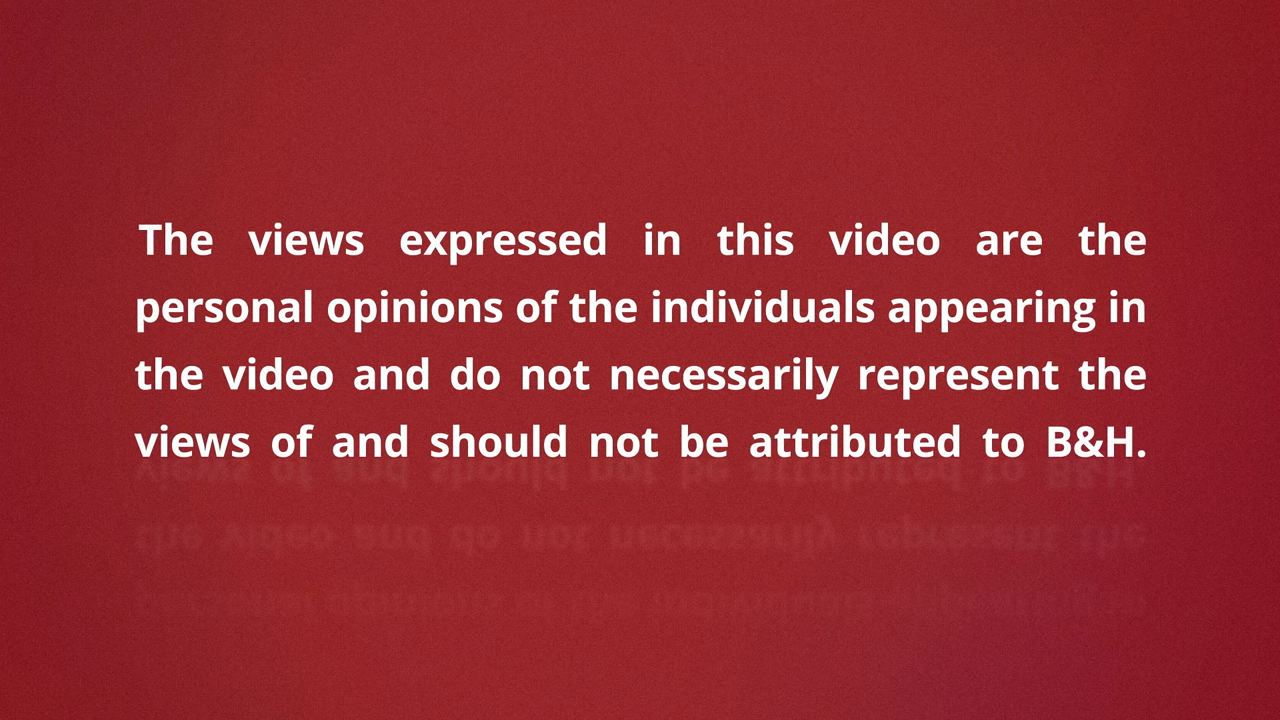 The views expressed in this video are the
personal opinions of the individuals appearing in
the video and do not necessarily represent the
views of and should not be attributed to B&H.